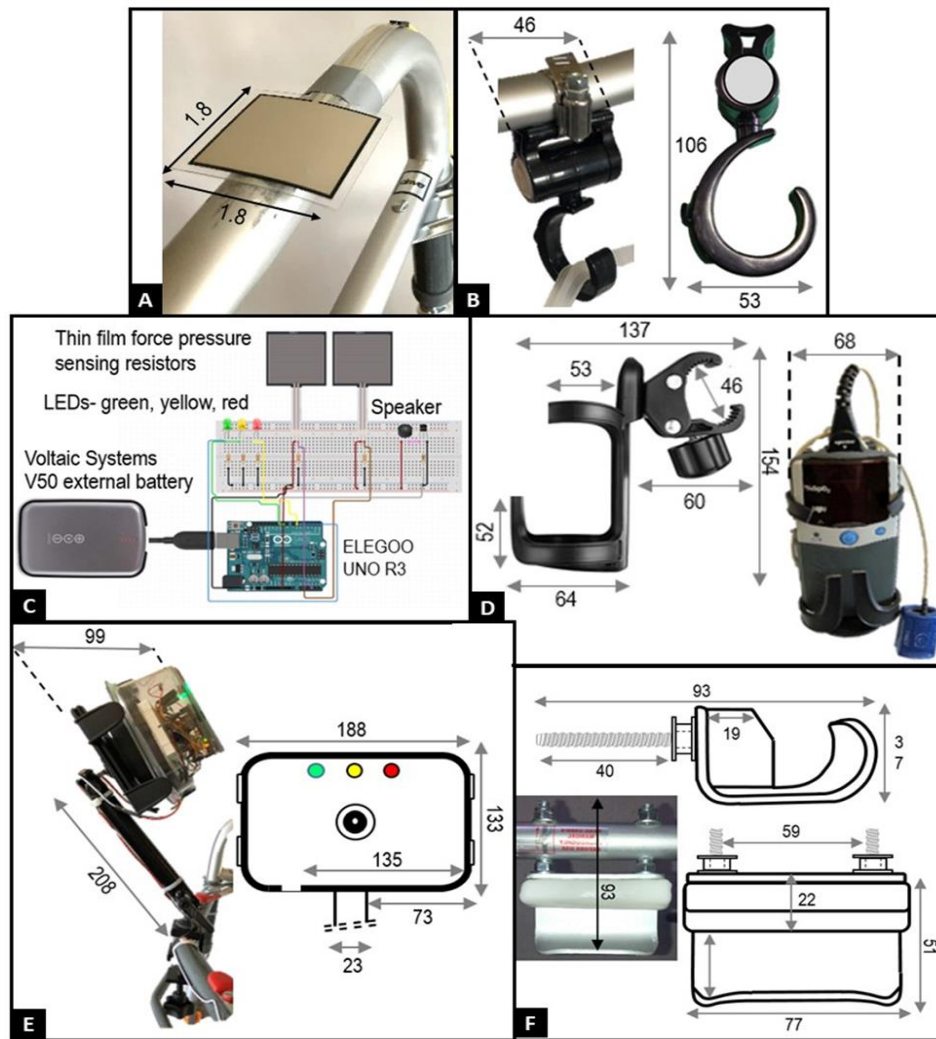 1.8
1.8
A
46
106
53
B
Thin film force pressure
sensing resistors
LEDs- green, yellow, red
Speaker
Voltaic Systems
V50 external battery
ELEGOO
UNO R3
C
137
68
53
46
154
60
52
64
D
99
208
188
133
135
73
23
E
93
19
3
7
40
93
59
22
51
77
F